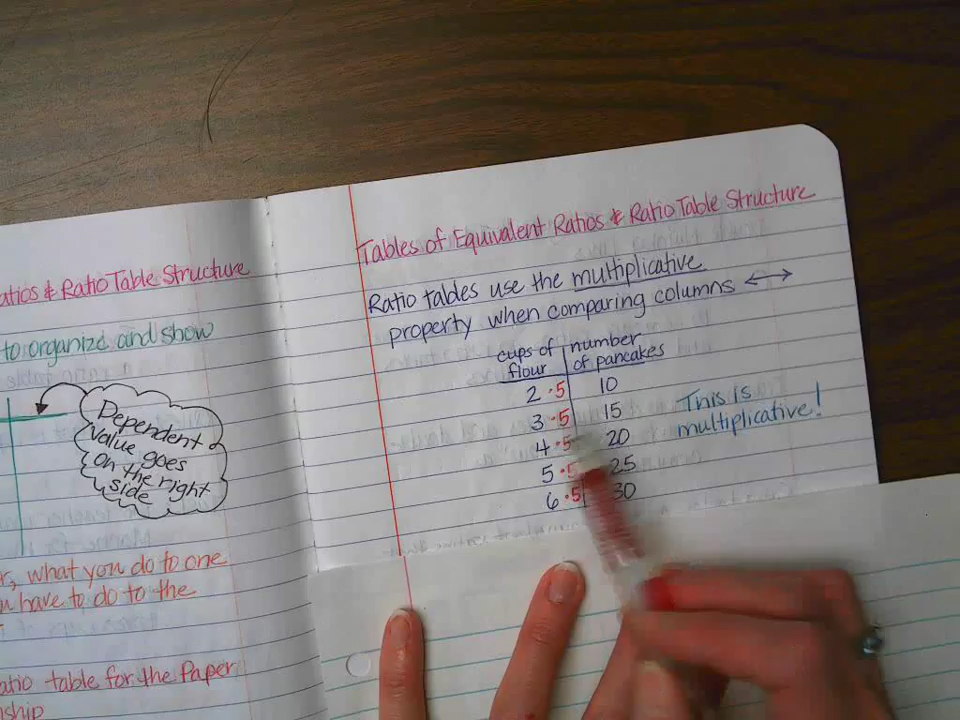 Ratio Table Structure
to organize and show
Dependent
value goes
on the right
side
what you do to one
have to do to the
table for the Paper
Tables of Equivalent Ratios & Ratio Table Structure
Ratio tables use the multiplicative
property when comparing columns ↔
cups of flour | number of pancakes
2 ·5 | 10
3 ·5 | 15
4 ·5 | 20
5 ·5 | 25
6 ·5 | 30
This is
multiplicative!